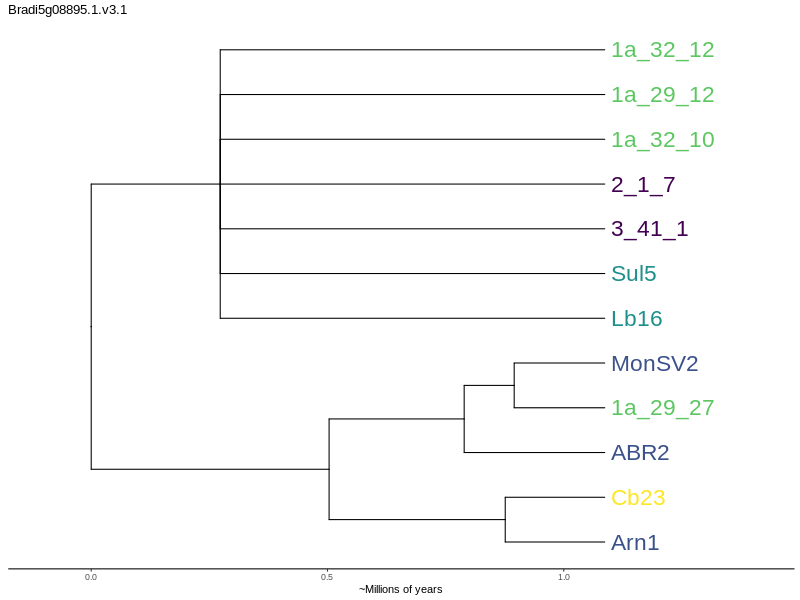 Bradi5g08895.1.v3.1
1a_32_12
1a_29_12
1a_32_10
2_1_7
3_41_1
Sul5
Lb16
MonSV2
1a_29_27
ABR2
Cb23
Arn1
0.0 0.5 1.0
~Millions of years